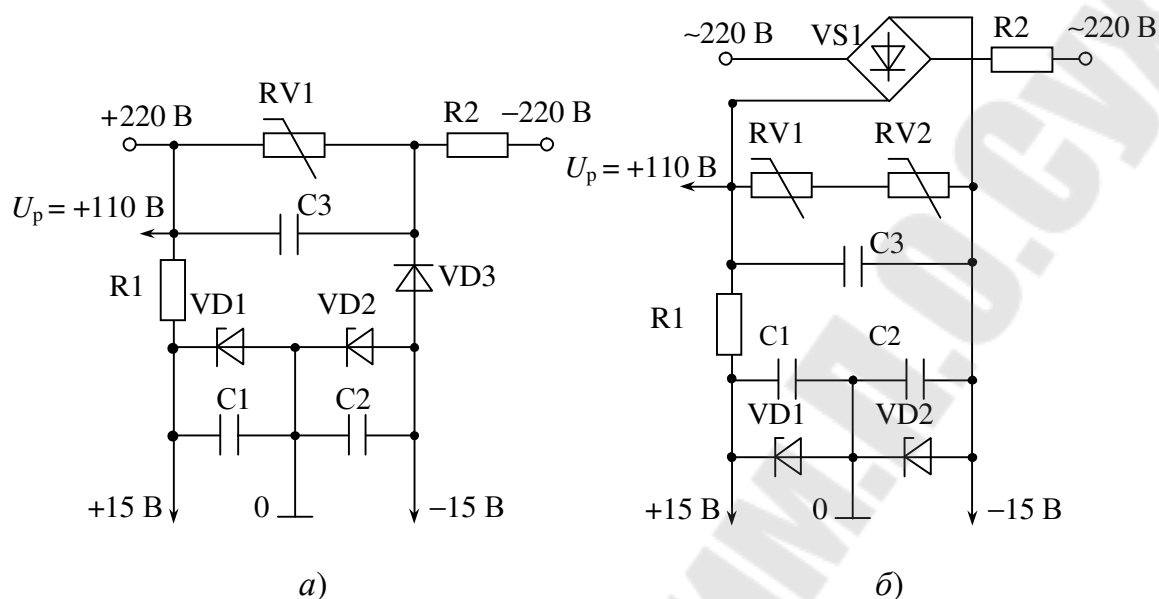 +220 В
RV1
R2
−220 В
Uр = +110 В
C3
R1
VD1
VD2
VD3
C1
C2
+15 В
0
−15 В
а)
~220 В
VS1
R2
~220 В
RV1
RV2
Uр = +110 В
C3
R1
C1
C2
VD1
VD2
+15 В
0
−15 В
б)